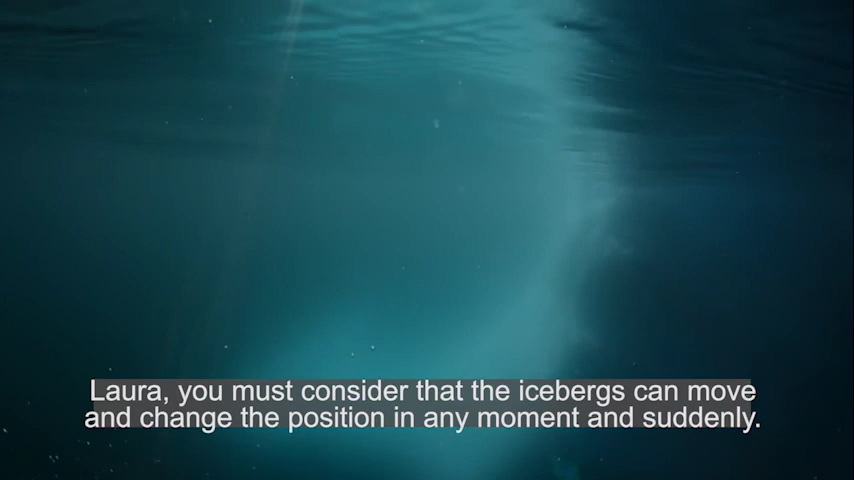 Laura, you must consider that the icebergs can move
and change the position in any moment and suddenly.